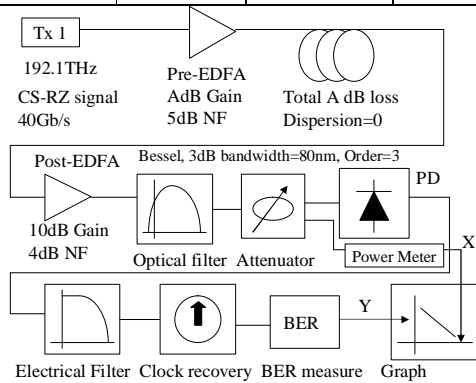 Tx 1
192.1THz
CS-RZ signal
40Gb/s
Pre-EDFA
AdB Gain
5dB NF
Total A dB loss
Dispersion=0
Post-EDFA
10dB Gain
4dB NF
Bessel, 3dB bandwidth=80nm, Order=3
Optical filter
Attenuator
PD
Power Meter
X
Electrical Filter
Clock recovery
BER
BER measure
Y
Graph